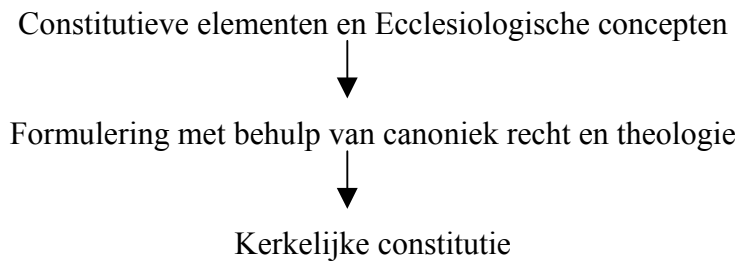 Constitutieve elementen en Ecclesiologische concepten
Formulering met behulp van canoniek recht en theologie
Kerkelijke constitutie